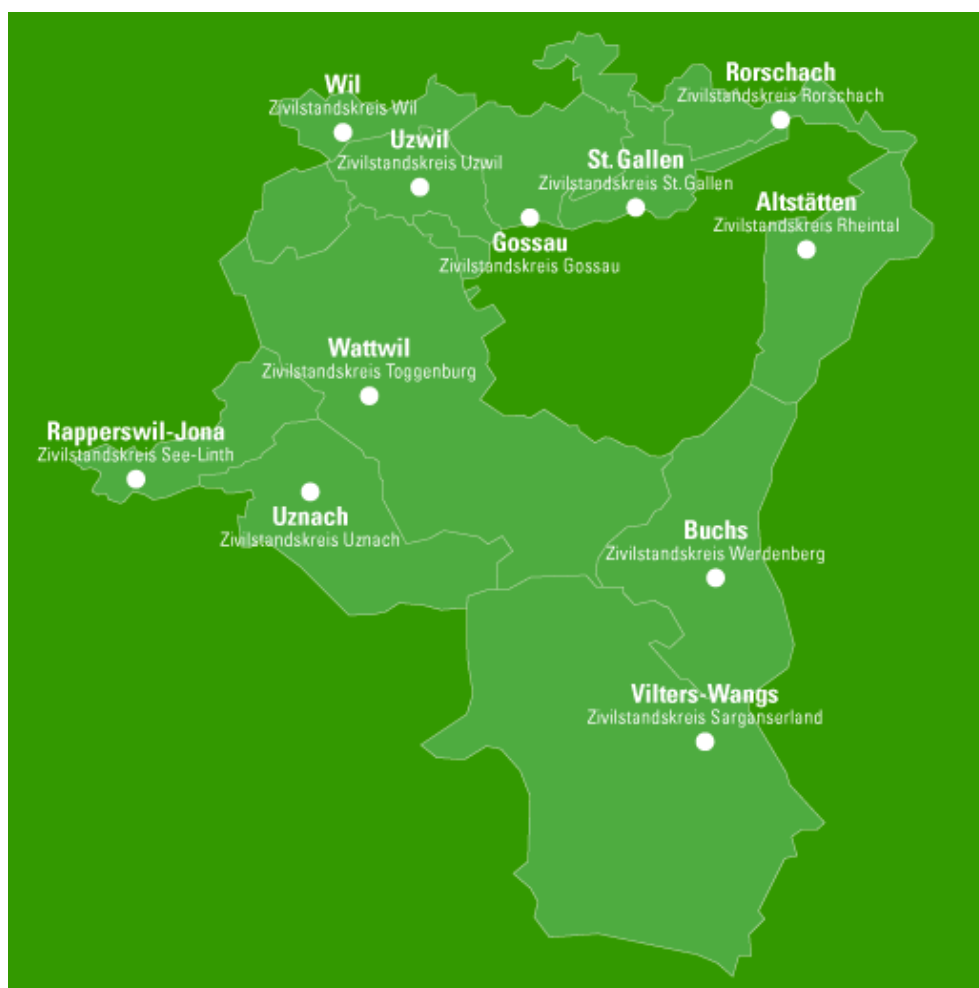 Wil
Zivilstandskreis Wil
Rorschach
Zivilstandskreis Rorschach
Uzwil
Zivilstandskreis Uzwil
St. Gallen
Zivilstandskreis St. Gallen
Altstätten
Zivilstandskreis Rheintal
Gossau
Zivilstandskreis Gossau
Wattwil
Zivilstandskreis Toggenburg
Rapperswil-Jona
Zivilstandskreis See-Linth
Uznach
Zivilstandskreis Uznach
Buchs
Zivilstandskreis Werdenberg
Vilters-Wangs
Zivilstandskreis Sarganserland